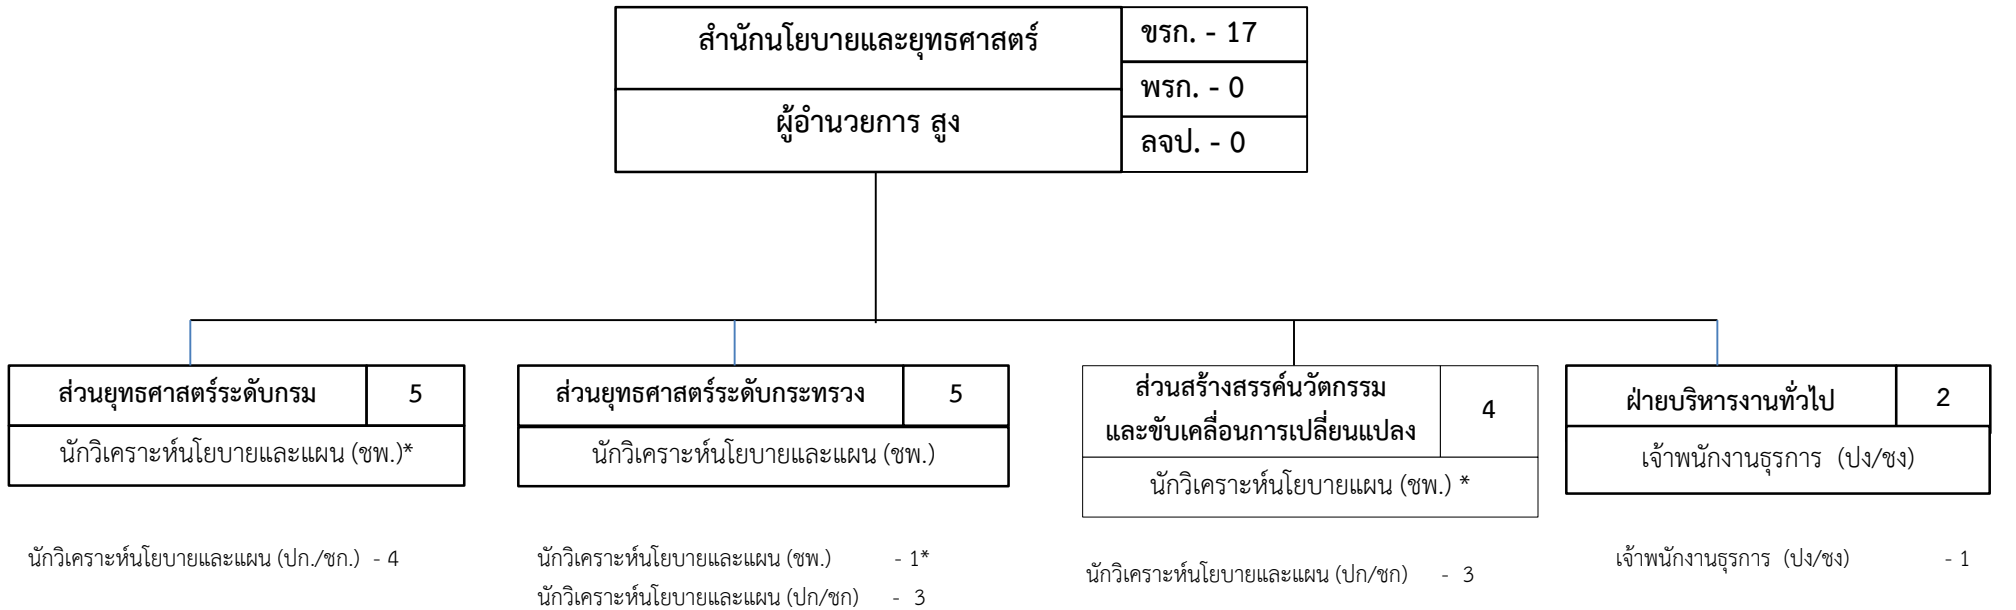 สำนักนโยบายและยุทธศาสตร์
ผู้อำนวยการ สูง
ขรก. - 17
พรก. - 0
ลจป. - 0
ส่วนยุทธศาสตร์ระดับกรม 5
นักวิเคราะห์นโยบายและแผน (ชพ.)*
นักวิเคราะห์นโยบายและแผน (ปก./ชก.) - 4
ส่วนยุทธศาสตร์ระดับกระทรวง 5
นักวิเคราะห์นโยบายและแผน (ชพ.)
นักวิเคราะห์นโยบายและแผน (ชพ.) - 1*
นักวิเคราะห์นโยบายและแผน (ปก/ชก) - 3
ส่วนสร้างสรรค์นวัตกรรม
และขับเคลื่อนการเปลี่ยนแปลง 4
นักวิเคราะห์นโยบายแผน (ชพ.) *
นักวิเคราะห์นโยบายและแผน (ปก/ชก) - 3
ฝ่ายบริหารงานทั่วไป 2
เจ้าพนักงานธุรการ (ปง/ชง)
เจ้าพนักงานธุรการ (ปง/ชง) - 1